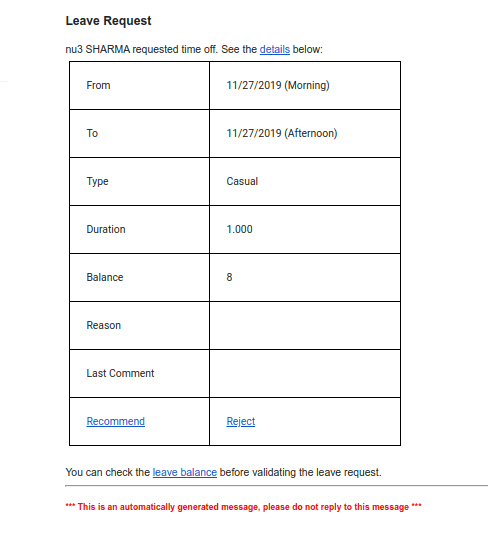 Leave Request
nu3 SHARMA requested time off. See the details below:
From 11/27/2019 (Morning)
To 11/27/2019 (Afternoon)
Type Casual
Duration 1.000
Balance 8
Reason
Last Comment
Recommend Reject
You can check the leave balance before validating the leave request.
*** This is an automatically generated message, please do not reply to this message ***